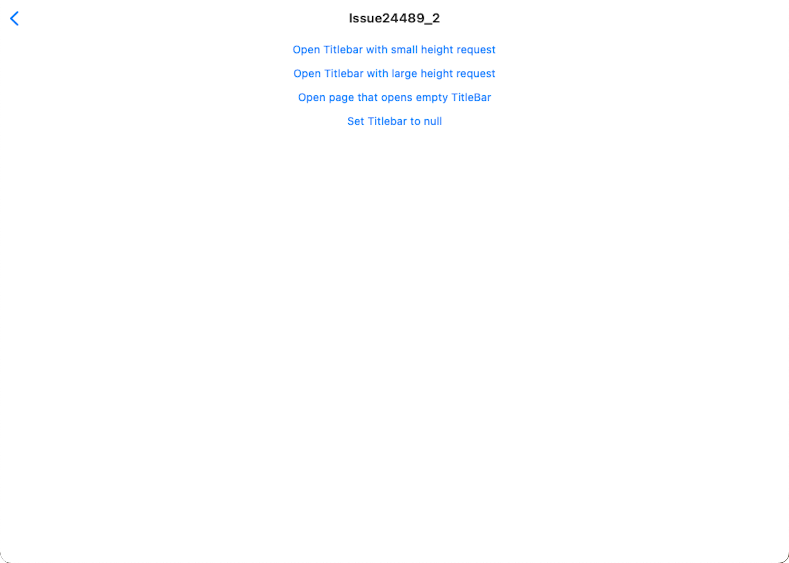 Issue24489_2
Open Titlebar with small height request
Open Titlebar with large height request
Open page that opens empty TitleBar
Set Titlebar to null